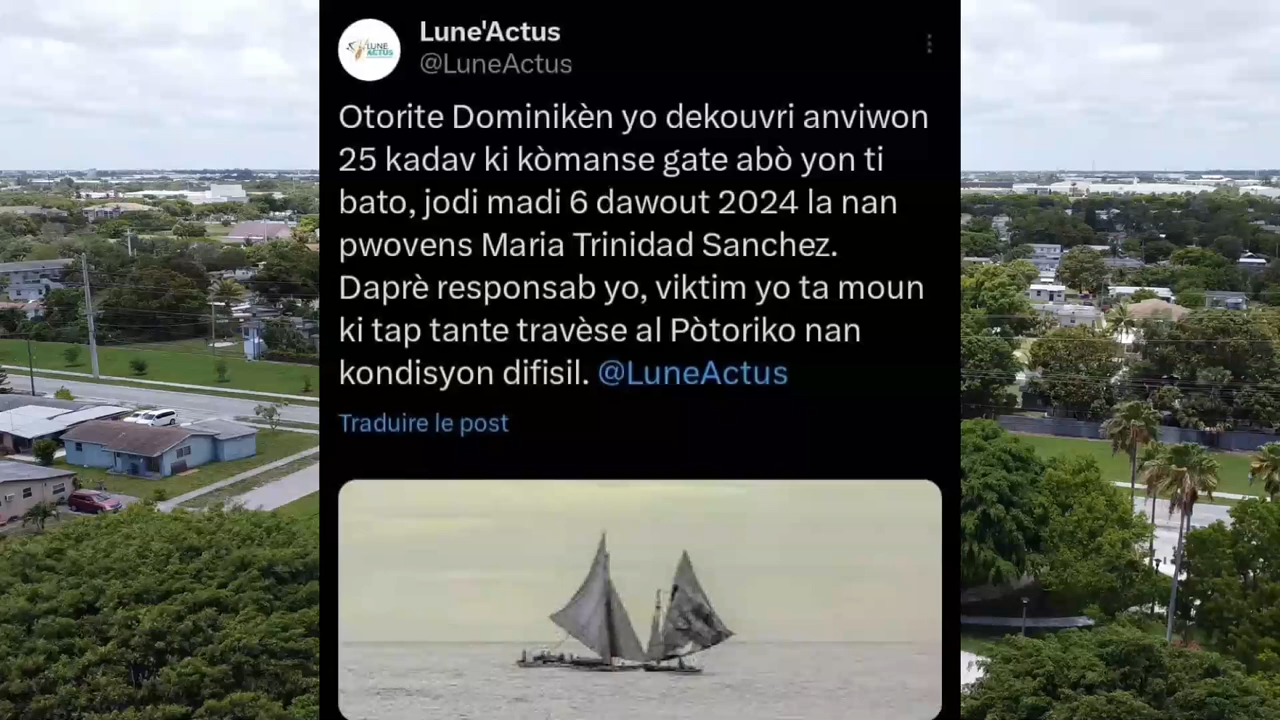 Lune'Actus
@LuneActus
LUNE
ACTUS
Otorite Dominikèn yo dekouvri anviwon
25 kadav ki kòmanse gate abò yon ti
bato, jodi madi 6 dawout 2024 la nan
pwovens Maria Trinidad Sanchez.
Daprè responsab yo, viktim yo ta moun
ki tap tante travèse al Pòtoriko nan
kondisyon difisil. @LuneActus
Traduire le post